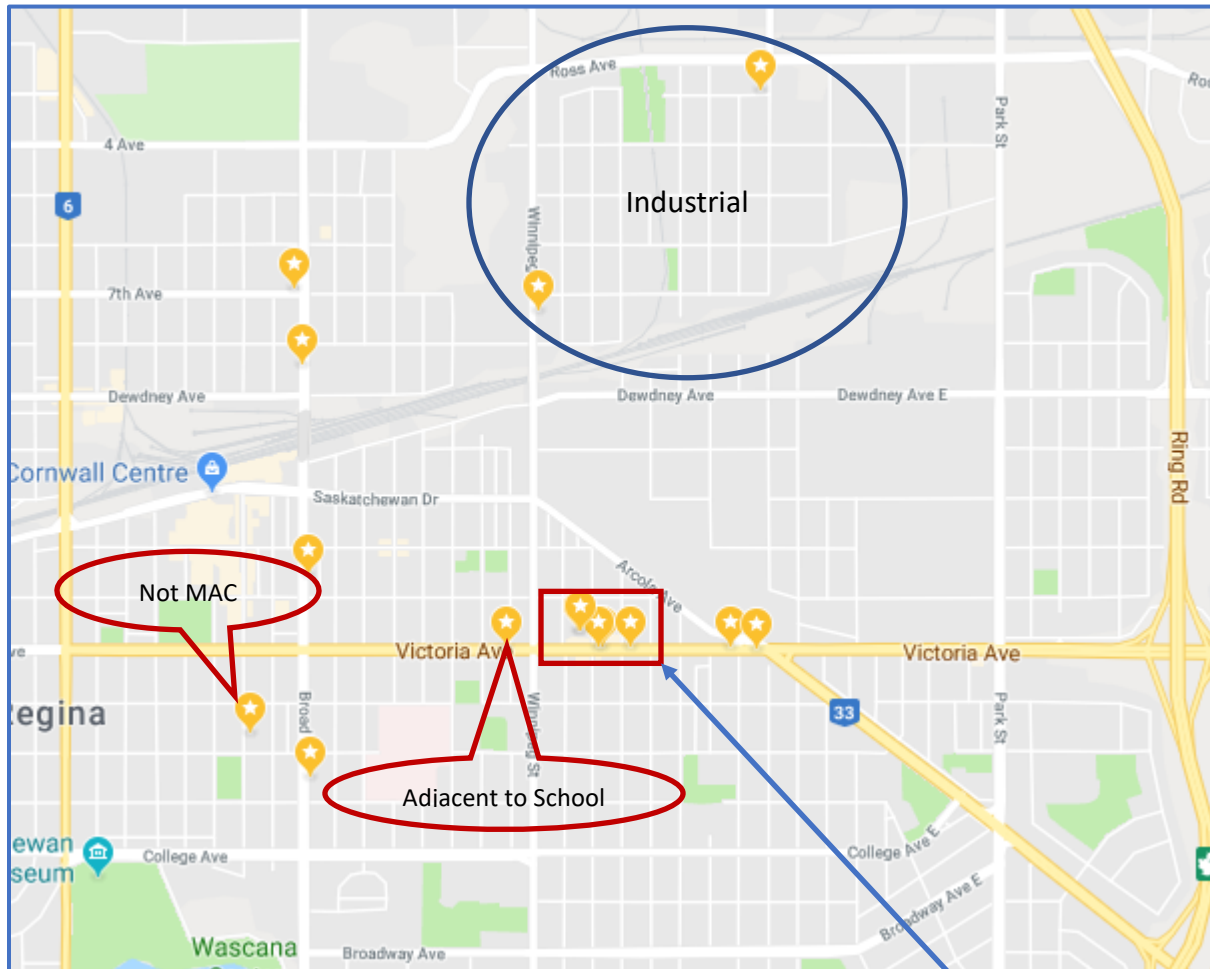 Ross Ave
Park St
4 Ave
6
Industrial
Winnipeg
7th Ave
Dewdney Ave
Dewdney Ave
Dewdney Ave E
Ring Rd
Cornwall Centre
Saskatchewan Dr
Arcola Ave
Not MAC
Victoria Ave
Victoria Ave
egina
Broad
Winnipeg St
33
Park St
Adjacent to School
ewan
seum
College Ave
College Ave E
Broadway Ave E
Wascana
Broadway Ave